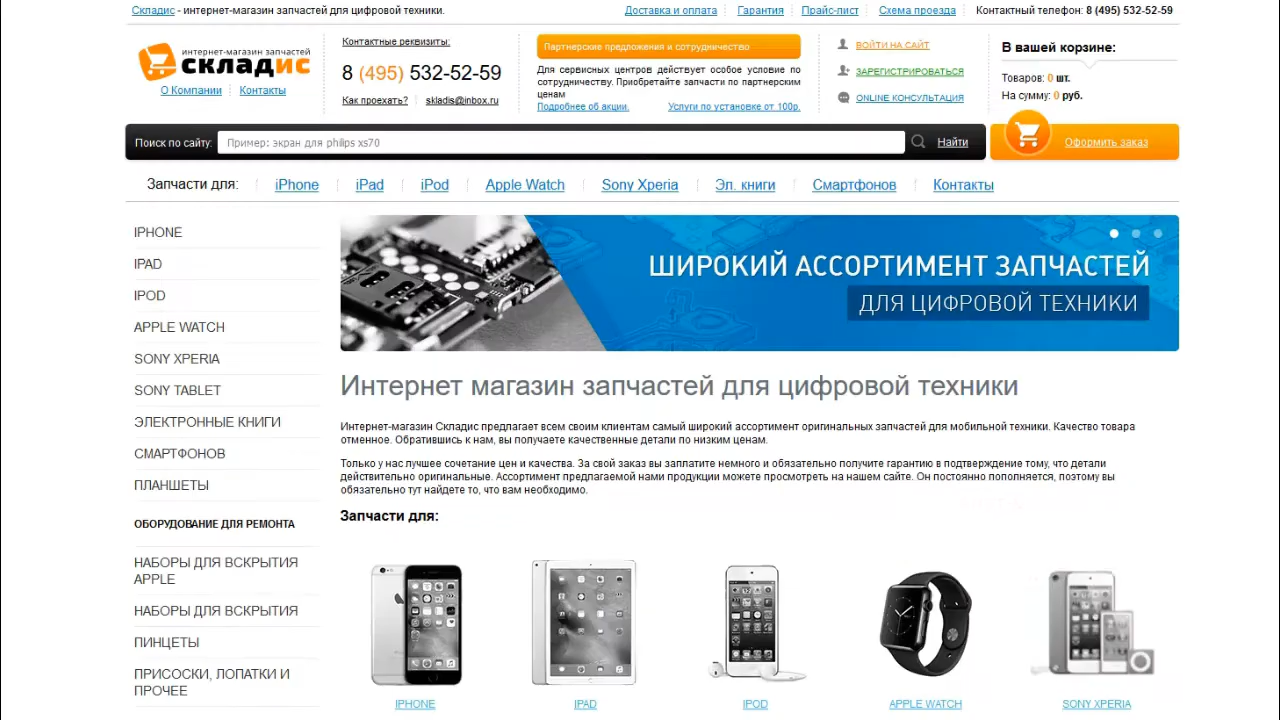 Складис - интернет-магазин запчастей для цифровой техники.
Доставка и оплата
Гарантия
Прайс-лист
Схема проезда
Контактный телефон: 8 (495) 532-52-59
интернет-магазин запчастей
складис
О Компании
Контакты
Контактные реквизиты:
8 (495) 532-52-59
Как проехать?
skladis@inbox.ru
Партнерские предложения и сотрудничество
Для сервисных центров действует особое условие по
сотрудничеству. Приобретайте запчасти по партнерским
ценам
Подробнее об акции.
Услуги по установке от 100р.
ВОЙТИ НА САЙТ
ЗАРЕГИСТРИРОВАТЬСЯ
ONLINE КОНСУЛЬТАЦИЯ
В вашей корзине:
Товаров: 0 шт.
На сумму: 0 руб.
Поиск по сайту:
Пример: экран для philips xs70
Найти
Оформить заказ
Запчасти для:
iPhone
iPad
iPod
Apple Watch
Sony Xperia
Эл. книги
Смартфонов
Контакты
IPHONE
IPAD
IPOD
APPLE WATCH
SONY XPERIA
SONY TABLET
ЭЛЕКТРОННЫЕ КНИГИ
СМАРТФОНОВ
ПЛАНШЕТЫ
ОБОРУДОВАНИЕ ДЛЯ РЕМОНТА
НАБОРЫ ДЛЯ ВСКРЫТИЯ
APPLE
НАБОРЫ ДЛЯ ВСКРЫТИЯ
ПИНЦЕТЫ
ПРИСОСКИ, ЛОПАТКИ И
ПРОЧЕЕ
ШИРОКИЙ АССОРТИМЕНТ ЗАПЧАСТЕЙ
ДЛЯ ЦИФРОВОЙ ТЕХНИКИ
Интернет магазин запчастей для цифровой техники
Интернет-магазин Складис предлагает всем своим клиентам самый широкий ассортимент оригинальных запчастей для мобильной техники. Качество товара
отменное. Обратившись к нам, вы получаете качественные детали по низким ценам.
Только у нас лучшее сочетание цен и качества. За свой заказ вы заплатите немного и обязательно получите гарантию в подтверждение тому, что детали
действительно оригинальные. Ассортимент предлагаемой нами продукции можете просмотреть на нашем сайте. Он постоянно пополняется, поэтому вы
обязательно тут найдете то, что вам необходимо.
Запчасти для:
IPHONE
IPAD
IPOD
APPLE WATCH
SONY XPERIA